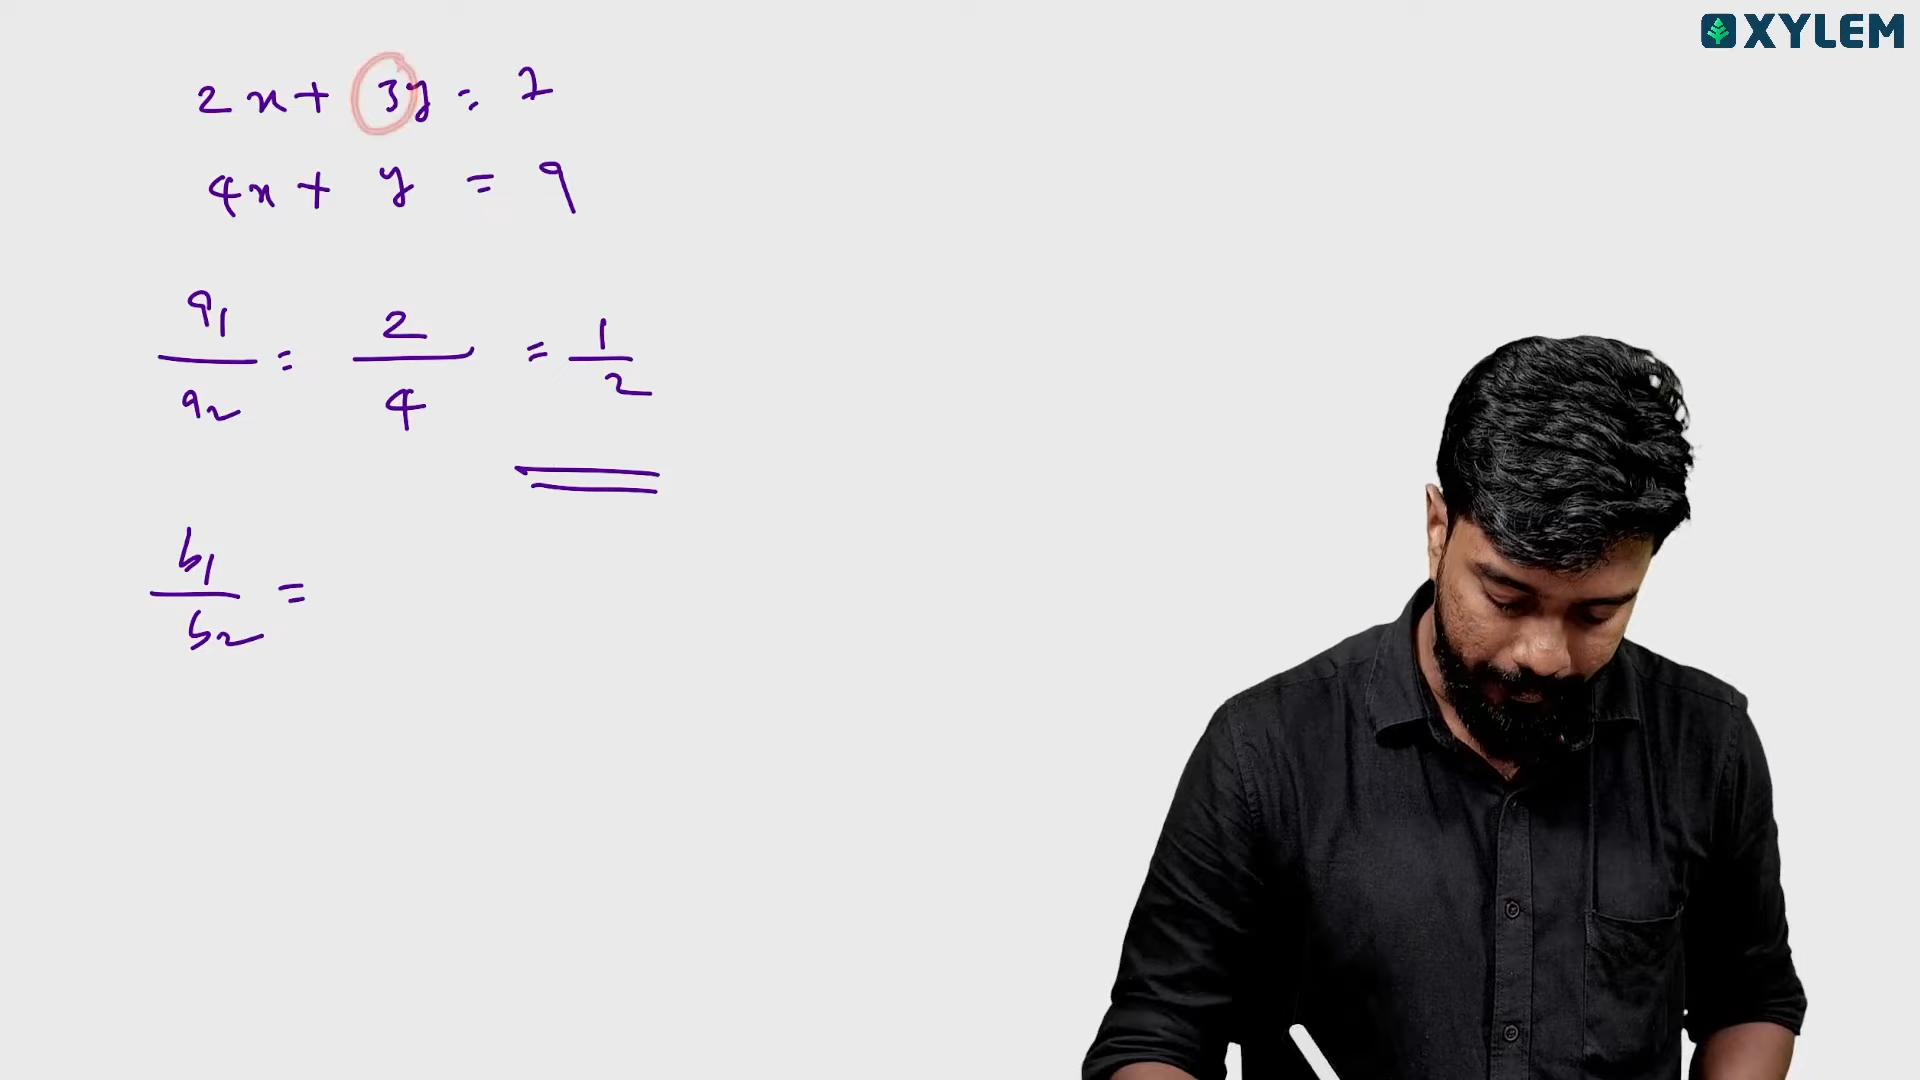 XYLEM
2x + 3y = 7
4x + y = 9
a1/a2 = 2/4 = 1/2
b1/b2 =